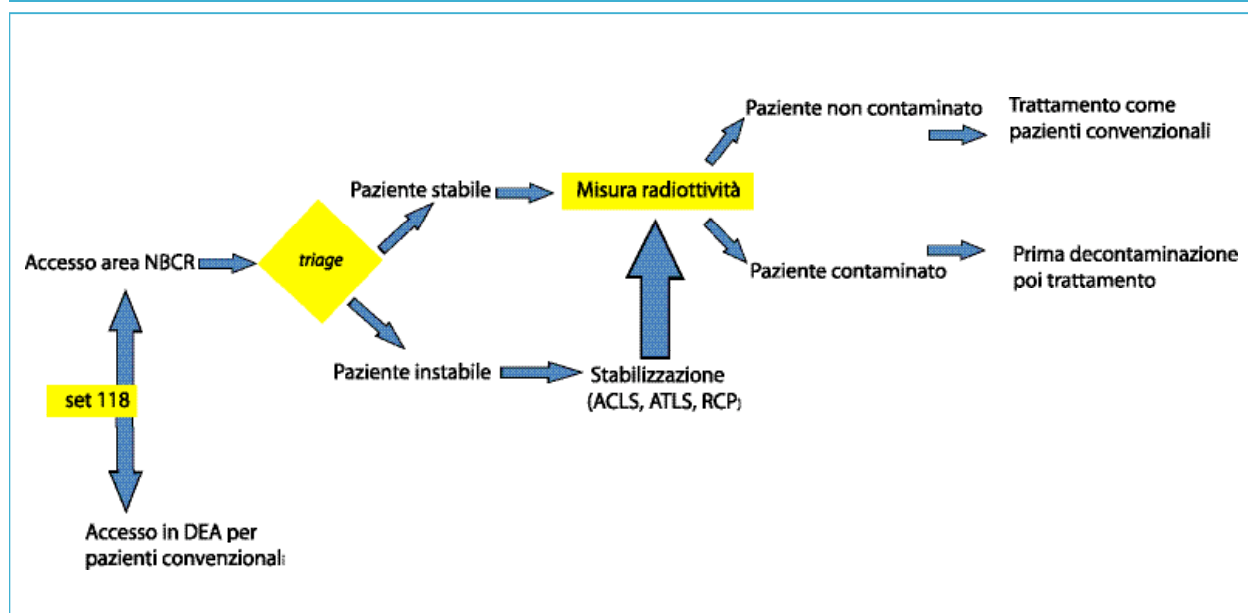 Paziente non contaminato
Trattamento come
pazienti convenzionali
Paziente stabile
Misura radiottività
Accesso area NBCR
triage
Paziente contaminato
Prima decontaminazione
poi trattamento
Paziente instabile
Stabilizzazione
(ACLS, ATLS, RCP)
set 118
Accesso in DEA per
pazienti convenzionali